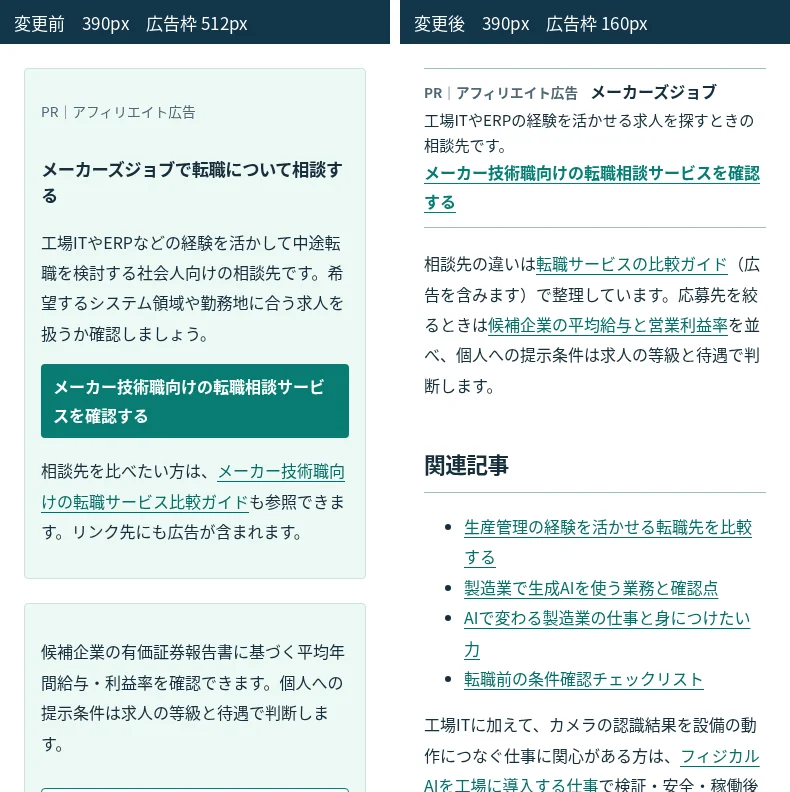 変更前　390px　広告枠 512px
PR｜アフィリエイト広告
メーカーズジョブで転職について相談す
る
工場ITやERPなどの経験を活かして中途転
職を検討する社会人向けの相談先です。希
望するシステム領域や勤務地に合う求人を
扱うか確認しましょう。
メーカー技術職向けの転職相談サービ
スを確認する
相談先を比べたい方は、メーカー技術職向
けの転職サービス比較ガイドも参照できま
す。リンク先にも広告が含まれます。
候補企業の有価証券報告書に基づく平均年
間給与・利益率を確認できます。個人への
提示条件は求人の等級と待遇で判断しま
す。
変更後　390px　広告枠 160px
PR｜アフィリエイト広告 メーカーズジョブ
工場ITやERPの経験を活かせる求人を探すときの
相談先です。
メーカー技術職向けの転職相談サービスを確認
する
相談先の違いは転職サービスの比較ガイド（広
告を含みます）で整理しています。応募先を絞
るときは候補企業の平均給与と営業利益率を並
べ、個人への提示条件は求人の等級と待遇で判
断します。
関連記事
生産管理の経験を活かせる転職先を比較
する
製造業で生成AIを使う業務と確認点
AIで変わる製造業の仕事と身につけたい
力
転職前の条件確認チェックリスト
工場ITに加えて、カメラの認識結果を設備の動
作につなぐ仕事に関心がある方は、フィジカル
AIを工場に導入する仕事で検証・安全・稼働後